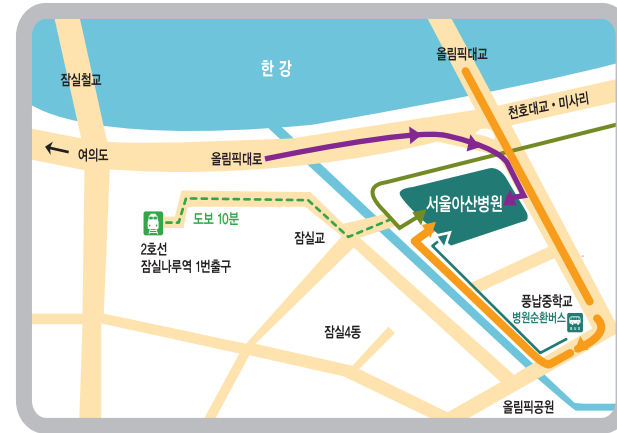 올림픽대교
한 강
잠실철교
천호대교 · 미사리
여의도
올림픽대로
서울아산병원
도보 10분
잠실교
2호선
잠실나루역 1번출구
풍납중학교
병원순환버스
잠실4동
올림픽공원